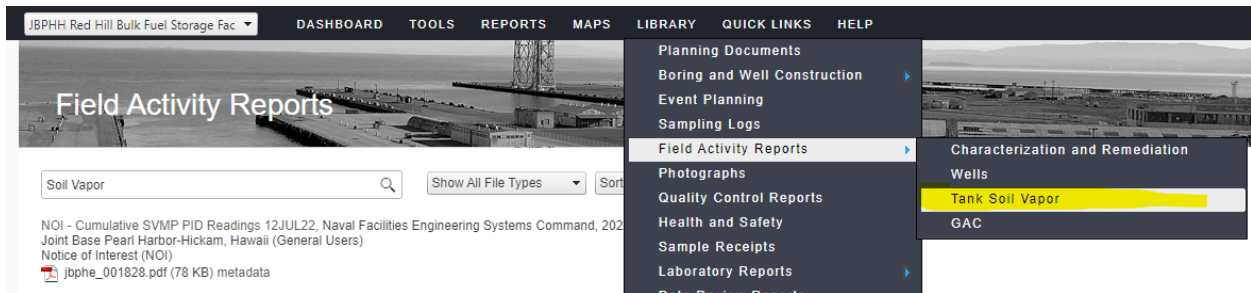 JBPHH Red Hill Bulk Fuel Storage Fac
DASHBOARD TOOLS REPORTS MAPS LIBRARY QUICK LINKS HELP
Field Activity Reports
Planning Documents
Boring and Well Construction
Event Planning
Sampling Logs
Field Activity Reports
Photographs
Quality Control Reports
Health and Safety
Sample Receipts
Laboratory Reports
Characterization and Remediation
Wells
Tank Soil Vapor
GAC
Soil Vapor
Show All File Types
Sort
NOI - Cumulative SVMP PID Readings 12JUL22, Naval Facilities Engineering Systems Command, 202
Joint Base Pearl Harbor-Hickam, Hawaii (General Users)
Notice of Interest (NOI)
jbphe_001828.pdf (78 KB) metadata